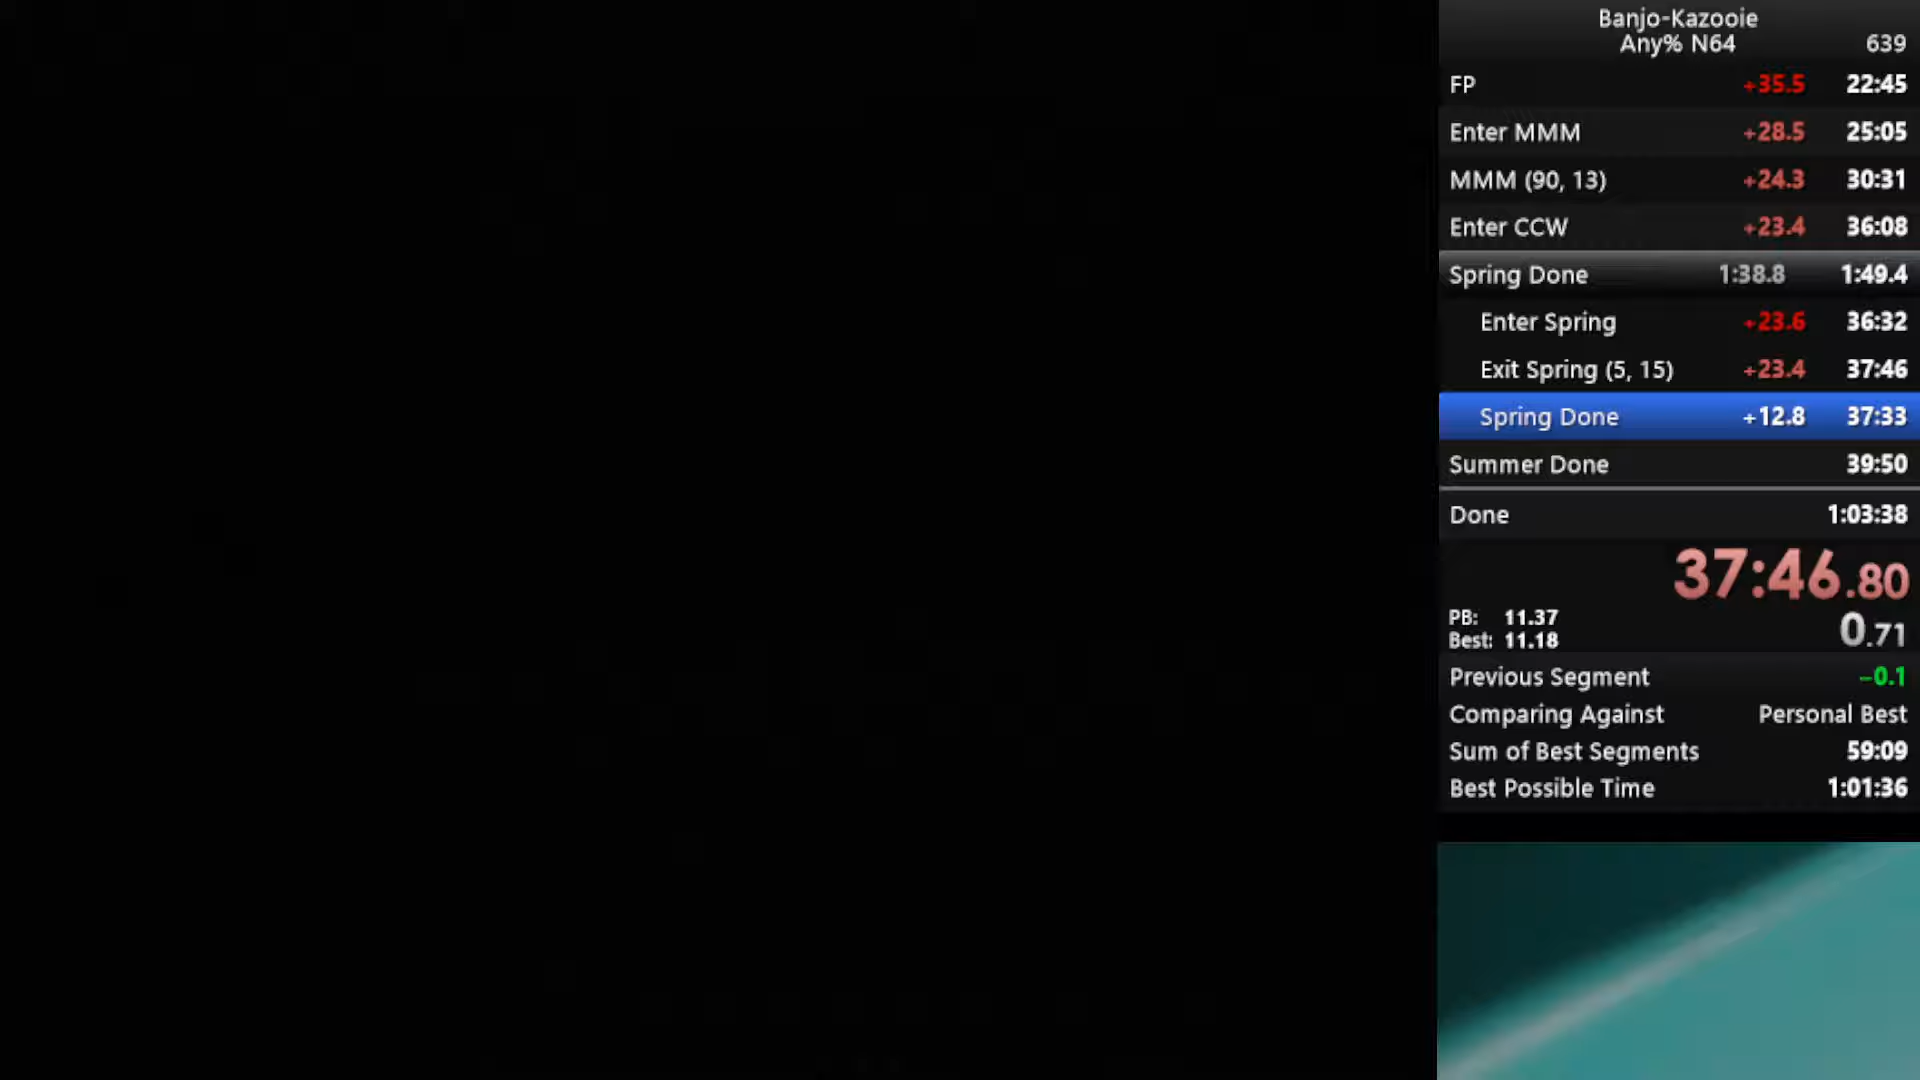 Banjo-Kazooie
Any% N64 639
FP +35.5 22:45
Enter MMM +28.5 25:05
MMM (90, 13) +24.3 30:31
Enter CCW +23.4 36:08
Spring Done 1:38.8 1:49.4
Enter Spring +23.6 36:32
Exit Spring (5, 15) +23.4 37:46
Spring Done +12.8 37:33
Summer Done 39:50
Done 1:03:38
37:46.80
PB: 11.37
Best: 11.18
0.71
Previous Segment -0.1
Comparing Against Personal Best
Sum of Best Segments 59:09
Best Possible Time 1:01:36